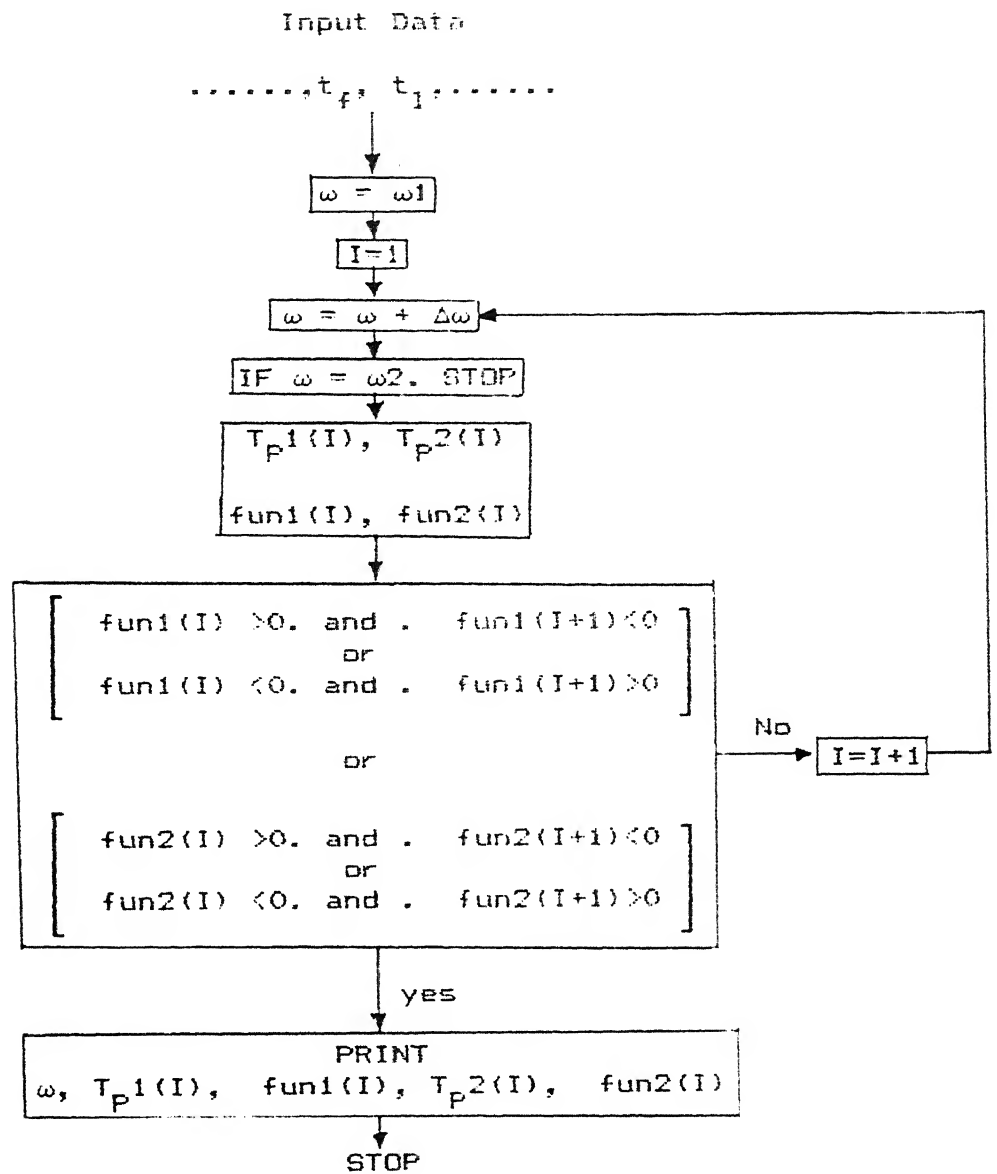 Input Data
.......,t_f, t_l,.......
ω = ω1
I=1
ω = ω + Δω
IF ω = ω2. STOP
T_p1(I), T_p2(I)
fun1(I), fun2(I)
fun1(I) >0. and . fun1(I+1)<0
or
fun1(I) <0. and . fun1(I+1)>0
No
I=I+1
or
fun2(I) >0. and . fun2(I+1)<0
or
fun2(I) <0. and . fun2(I+1)>0
yes
PRINT
ω, T_p1(I), fun1(I), T_p2(I), fun2(I)
STOP